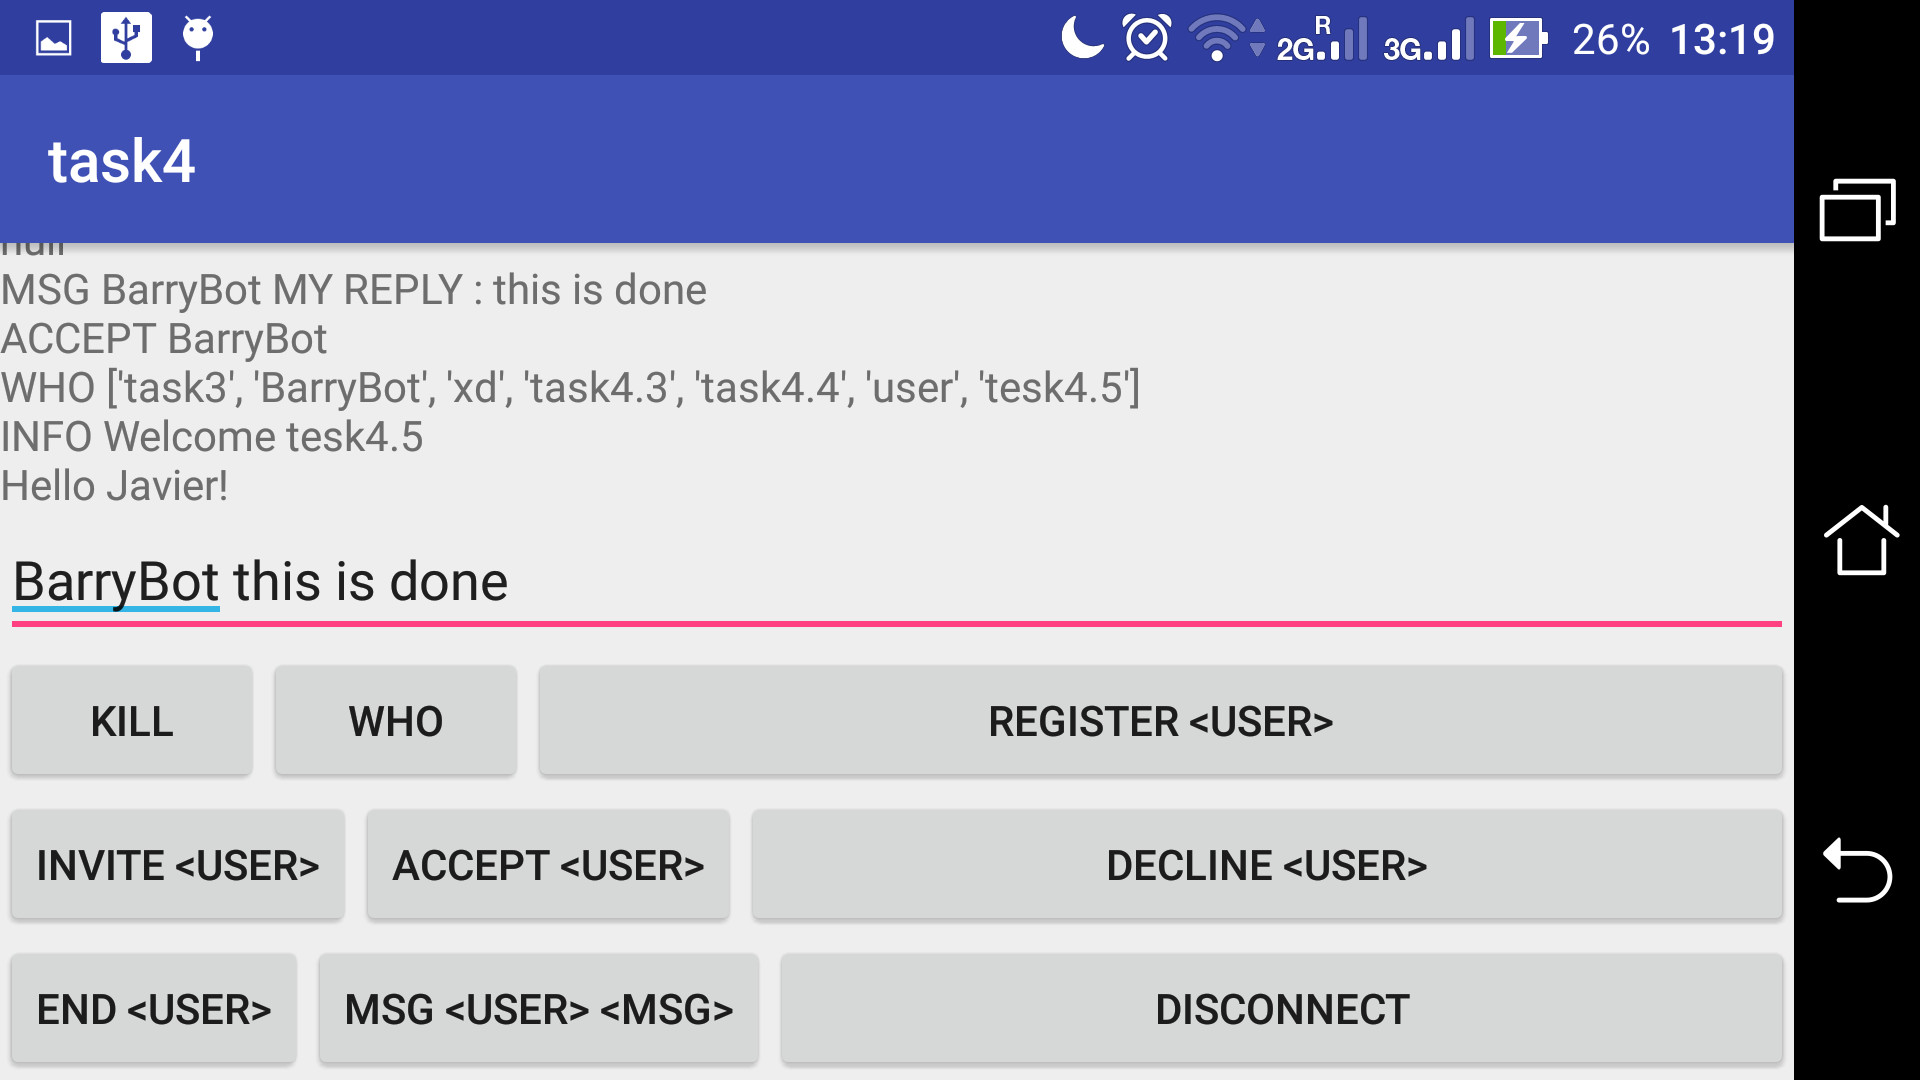 2G R 3G 26% 13:19
task4
null
MSG BarryBot MY REPLY : this is done
ACCEPT BarryBot
WHO ['task3', 'BarryBot', 'xd', 'task4.3', 'task4.4', 'user', 'tesk4.5']
INFO Welcome tesk4.5
Hello Javier!
BarryBot this is done
KILL WHO REGISTER <USER>
INVITE <USER> ACCEPT <USER> DECLINE <USER>
END <USER> MSG <USER> <MSG> DISCONNECT